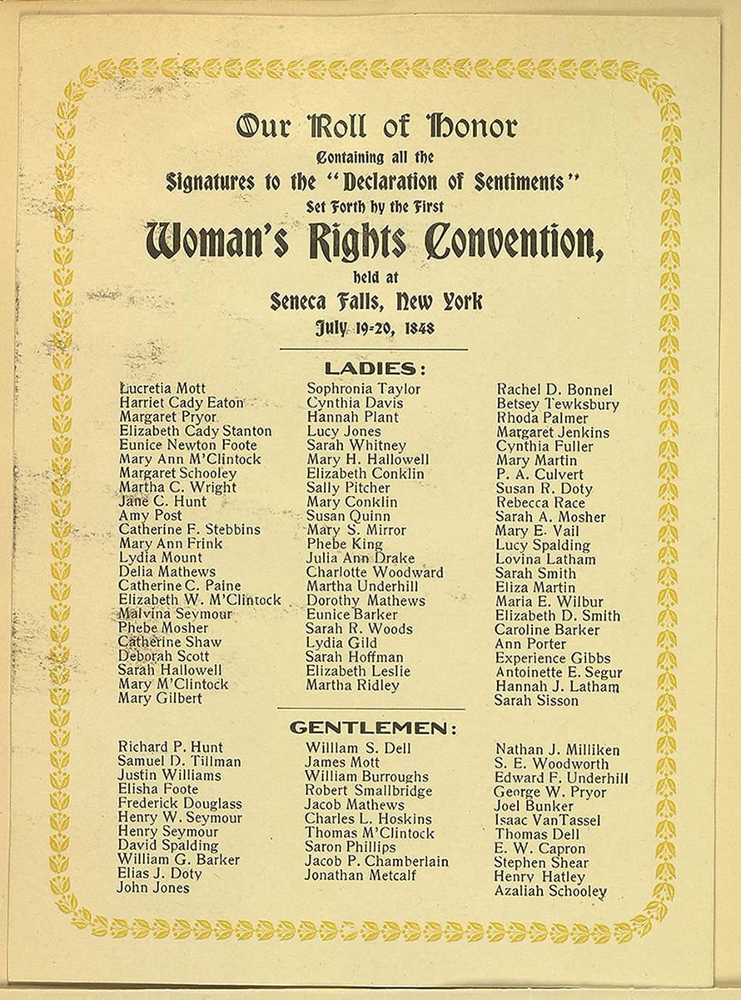 Our Roll of Honor
Containing all the
Signatures to the "Declaration of Sentiments"
Set Forth by the First
Woman's Rights Convention,
held at
Seneca Falls, New York
July 19-20, 1848
LADIES:
Lucretia Mott
Harriet Cady Eaton
Margaret Pryor
Elizabeth Cady Stanton
Eunice Newton Foote
Mary Ann M'Clintock
Margaret Schooley
Martha C. Wright
Jane C. Hunt
Amy Post
Catherine F. Stebbins
Mary Ann Frink
Lydia Mount
Delia Mathews
Catherine C. Paine
Elizabeth W. M'Clintock
Malvina Seymour
Phebe Mosher
Catherine Shaw
Deborah Scott
Sarah Hallowell
Mary M'Clintock
Mary Gilbert
Sophronia Taylor
Cynthia Davis
Hannah Plant
Lucy Jones
Sarah Whitney
Mary H. Hallowell
Elizabeth Conklin
Sally Pitcher
Mary Conklin
Susan Quinn
Mary S. Mirror
Phebe King
Julia Ann Drake
Charlotte Woodward
Martha Underhill
Dorothy Mathews
Eunice Barker
Sarah R. Woods
Lydia Gild
Sarah Hoffman
Elizabeth Leslie
Martha Ridley
Rachel D. Bonnel
Betsey Tewksbury
Rhoda Palmer
Margaret Jenkins
Cynthia Fuller
Mary Martin
P. A. Culvert
Susan R. Doty
Rebecca Race
Sarah A. Mosher
Mary E. Vail
Lucy Spalding
Lovina Latham
Sarah Smith
Eliza Martin
Maria E. Wilbur
Elizabeth D. Smith
Caroline Barker
Ann Porter
Experience Gibbs
Antoinette E. Segur
Hannah J. Latham
Sarah Sisson
GENTLEMEN:
Richard P. Hunt
Samuel D. Tillman
Justin Williams
Elisha Foote
Frederick Douglass
Henry W. Seymour
Henry Seymour
David Spalding
William G. Barker
Elias J. Doty
John Jones
William S. Dell
James Mott
William Burroughs
Robert Smallbridge
Jacob Mathews
Charles L. Hoskins
Thomas M'Clintock
Saron Phillips
Jacob P. Chamberlain
Jonathan Metcalf
Nathan J. Milliken
S. E. Woodworth
Edward F. Underhill
George W. Pryor
Joel Bunker
Isaac VanTassel
Thomas Dell
E. W. Capron
Stephen Shear
Henry Hatley
Azaliah Schooley